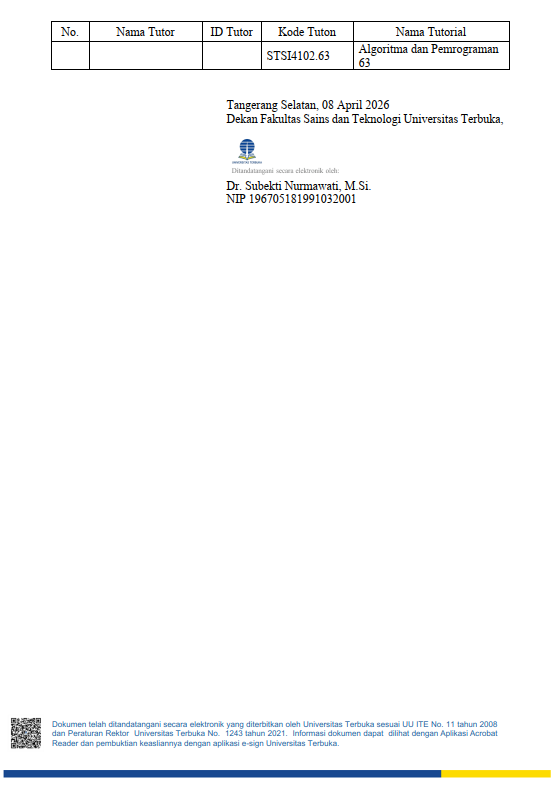 No. Nama Tutor ID Tutor Kode Tuton Nama Tutorial
STSI4102.63 Algoritma dan Pemrograman
63
Tangerang Selatan, 08 April 2026
Dekan Fakultas Sains dan Teknologi Universitas Terbuka,
UNIVERSITAS TERBUKA
Ditandatangani secara elektronik oleh:
Dr. Subekti Nurmawati, M.Si.
NIP 196705181991032001
Dokumen telah ditandatangani secara elektronik yang diterbitkan oleh Universitas Terbuka sesuai UU ITE No. 11 tahun 2008
dan Peraturan Rektor Universitas Terbuka No. 1243 tahun 2021. Informasi dokumen dapat dilihat dengan Aplikasi Acrobat
Reader dan pembuktian keasliannya dengan aplikasi e-sign Universitas Terbuka.